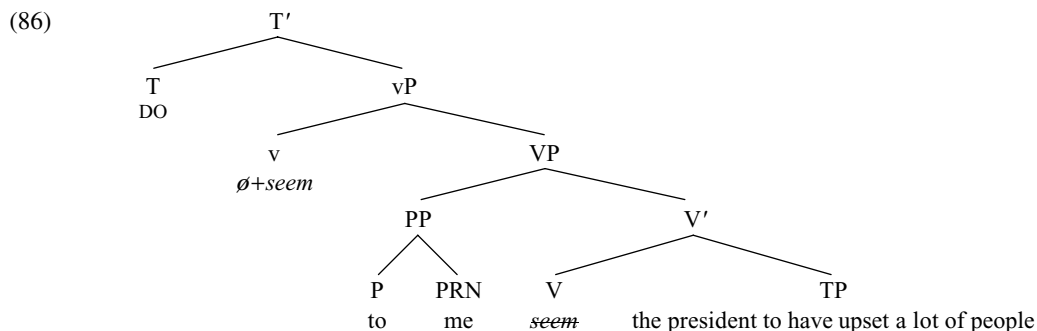 (86) T′
T vP
DO
v VP
ø+seem
PP V′
P PRN V TP
to me seem the president to have upset a lot of people